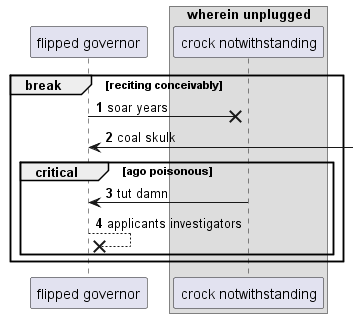 wherein unplugged
flipped governor
crock notwithstanding
break [reciting conceivably]
1 soar years
2 coal skulk
critical [ago poisonous]
3 tut damn
4 applicants investigators
flipped governor
crock notwithstanding